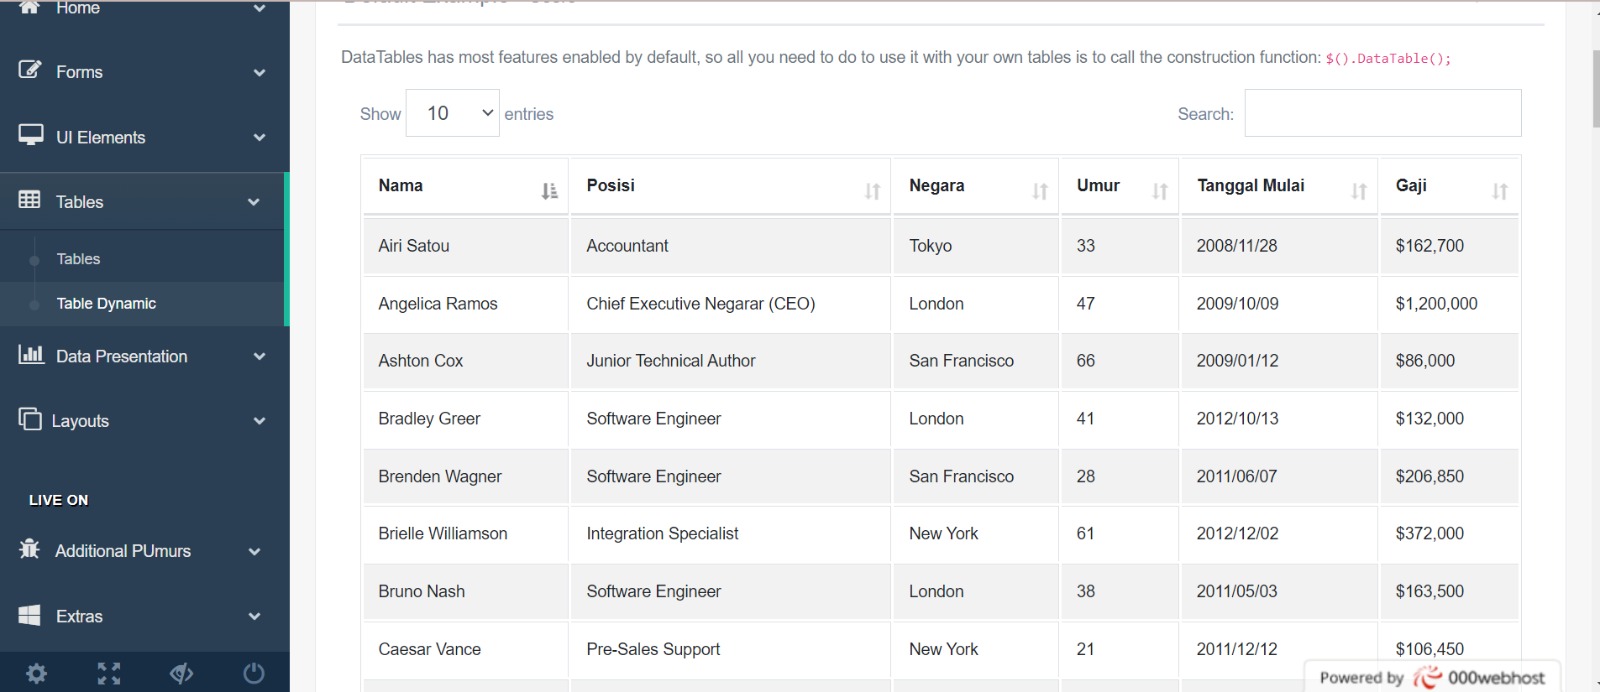 Home
Forms
UI Elements
Tables
Tables
Table Dynamic
Data Presentation
Layouts
LIVE ON
Additional PUmurs
Extras
DataTables has most features enabled by default, so all you need to do to use it with your own tables is to call the construction function: $().DataTable();
Show 10 entries Search:
Nama Posisi Negara Umur Tanggal Mulai Gaji
Airi Satou Accountant Tokyo 33 2008/11/28 $162,700
Angelica Ramos Chief Executive Negarar (CEO) London 47 2009/10/09 $1,200,000
Ashton Cox Junior Technical Author San Francisco 66 2009/01/12 $86,000
Bradley Greer Software Engineer London 41 2012/10/13 $132,000
Brenden Wagner Software Engineer San Francisco 28 2011/06/07 $206,850
Brielle Williamson Integration Specialist New York 61 2012/12/02 $372,000
Bruno Nash Software Engineer London 38 2011/05/03 $163,500
Caesar Vance Pre-Sales Support New York 21 2011/12/12 $106,450
Powered by 000webhost